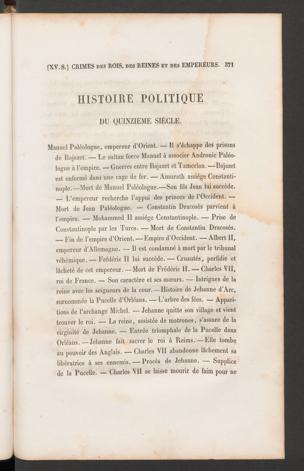 (XV. S.) CRIMES DES ROIS, DES REINES ET DES EMPEREURS. 371
HISTOIRE POLITIQUE
DU QUINZIÈME SIÈCLE.
Manuel Paléologue, empereur d'Orient. — Il s'échappe des prisons
de Bajazet. — Le sultan force Manuel à associer Andronic Paléo-
logue à l'empire. — Guerres entre Bajazet et Tamerlan. — Bajazet
est enfermé dans une cage de fer. — Amurath assiége Constanti-
nople. — Mort de Manuel Paléologue. — Son fils Jean lui succède.
— L'empereur recherche l'appui des princes de l'Occident. —
Mort de Jean Paléologue. — Constantin Dracosès parvient à
l'empire. — Mohammed II assiége Constantinople. — Prise de
Constantinople par les Turcs. — Mort de Constantin Dracosès.
— Fin de l'empire d'Orient. — Empire d'Occident. — Albert II,
empereur d'Allemagne. — Il est condamné à mort par le tribunal
véhémique. — Frédéric II lui succède. — Cruautés, perfidie et
lâcheté de cet empereur. — Mort de Frédéric II. — Charles VII,
roi de France. — Son caractère et ses mœurs. — Intrigues de la
reine avec les seigneurs de la cour. — Histoire de Jehanne d'Arc,
surnommée la Pucelle d'Orléans. — L'arbre des fées. — Appari-
tions de l'archange Michel. — Jehanne quitte son village et vient
trouver le roi. — La reine, assistée de matrones, s'assure de la
virginité de Jehanne. — Entrée triomphale de la Pucelle dans
Orléans. — Jehanne fait sacrer le roi à Reims. — Elle tombe
au pouvoir des Anglais. — Charles VII abandonne lâchement sa
libératrice à ses ennemis. — Procès de Jehanne. — Supplice
de la Pucelle. — Charles VII se laisse mourir de faim pour ne